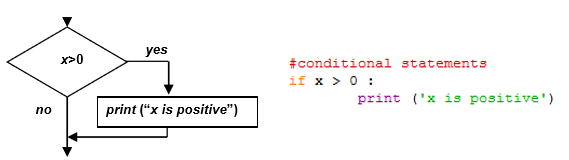 x>0
yes
no
print (“x is positive”)
#conditional statements
if x > 0 :
print ('x is positive')